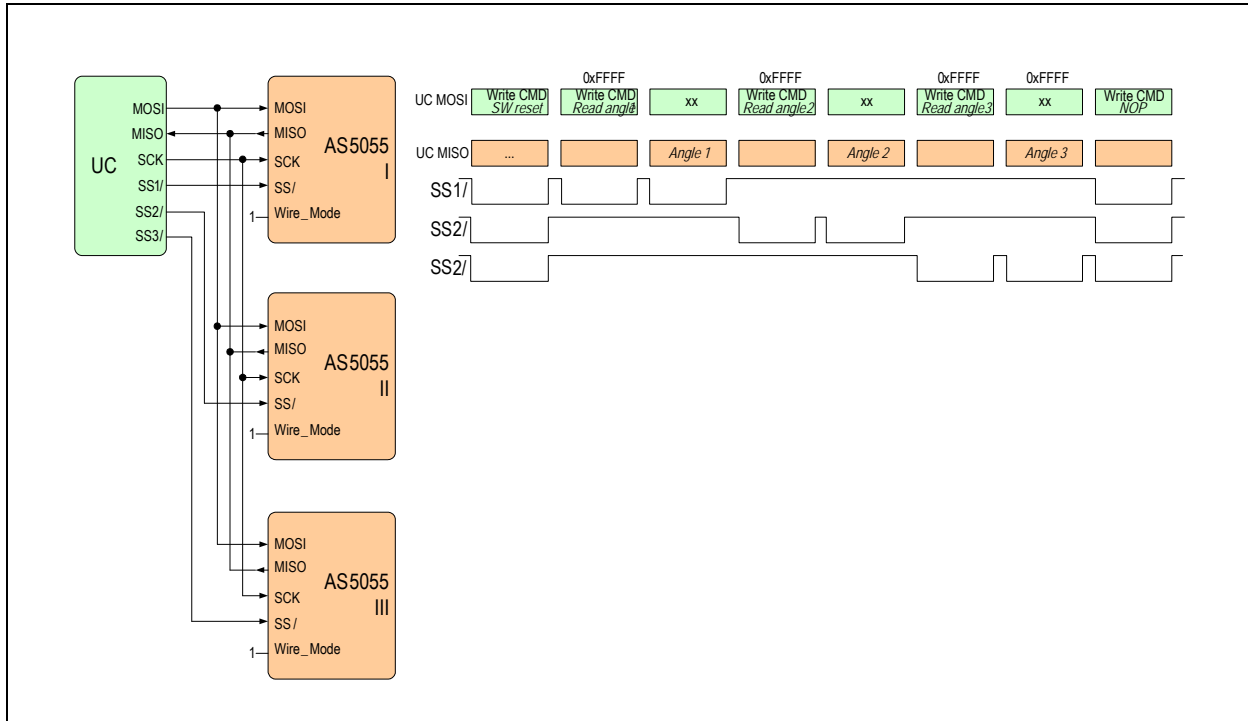 UC
MOSI
MISO
SCK
SS1/
SS2/
SS3/
MOSI
MISO
SCK
SS/
1 Wire_Mode
AS5055
I
MOSI
MISO
SCK
SS/
1 Wire_Mode
AS5055
II
MOSI
MISO
SCK
SS/
1 Wire_Mode
AS5055
III
0xFFFF 0xFFFF 0xFFFF 0xFFFF
UC MOSI
Write CMD
SW reset
Write CMD
Read angle1
xx
Write CMD
Read angle2
xx
Write CMD
Read angle3
xx
Write CMD
NOP
UC MISO ... Angle 1 Angle 2 Angle 3
SS1/
SS2/
SS2/